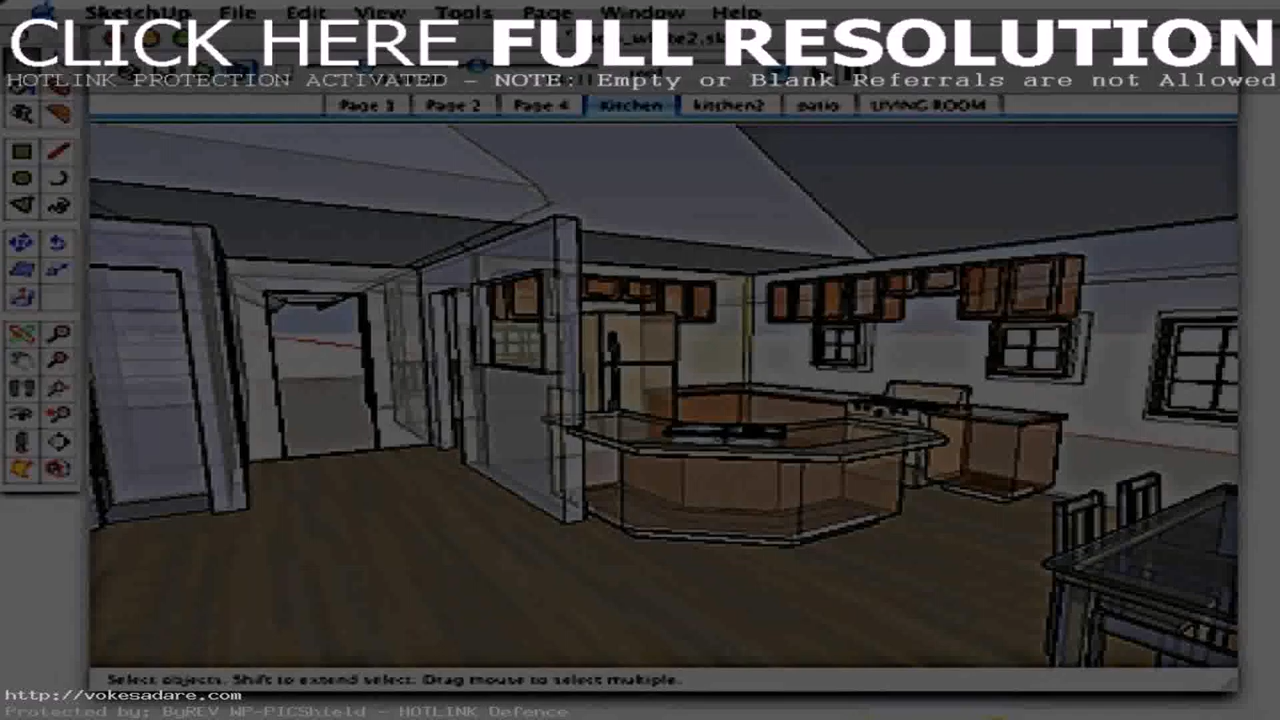 SketchUp File Edit View Tools Page Window Help
CLICK HERE FULL RESOLUTION
HOTLINK PROTECTION ACTIVATED - NOTE: Empty or Blank Referrals are not Allowed
Page 3 Page 2 Page 4 Kitchen kitchen2 patio LIVING ROOM
Select objects. Shift to extend select. Drag mouse to select multiple.
http://vokesadare.com
Protected by: ByREV WP-PICShield - HOTLINK Defence